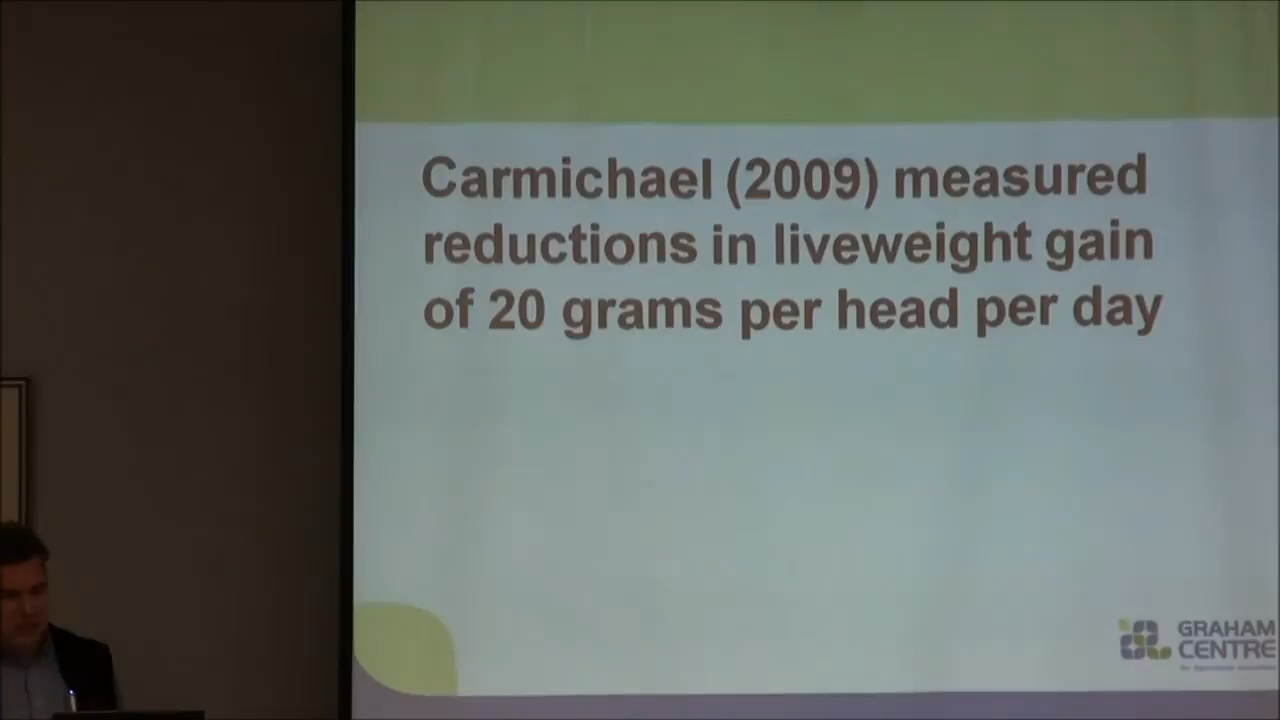 Carmichael (2009) measured
reductions in liveweight gain
of 20 grams per head per day
GRAHAM
CENTRE